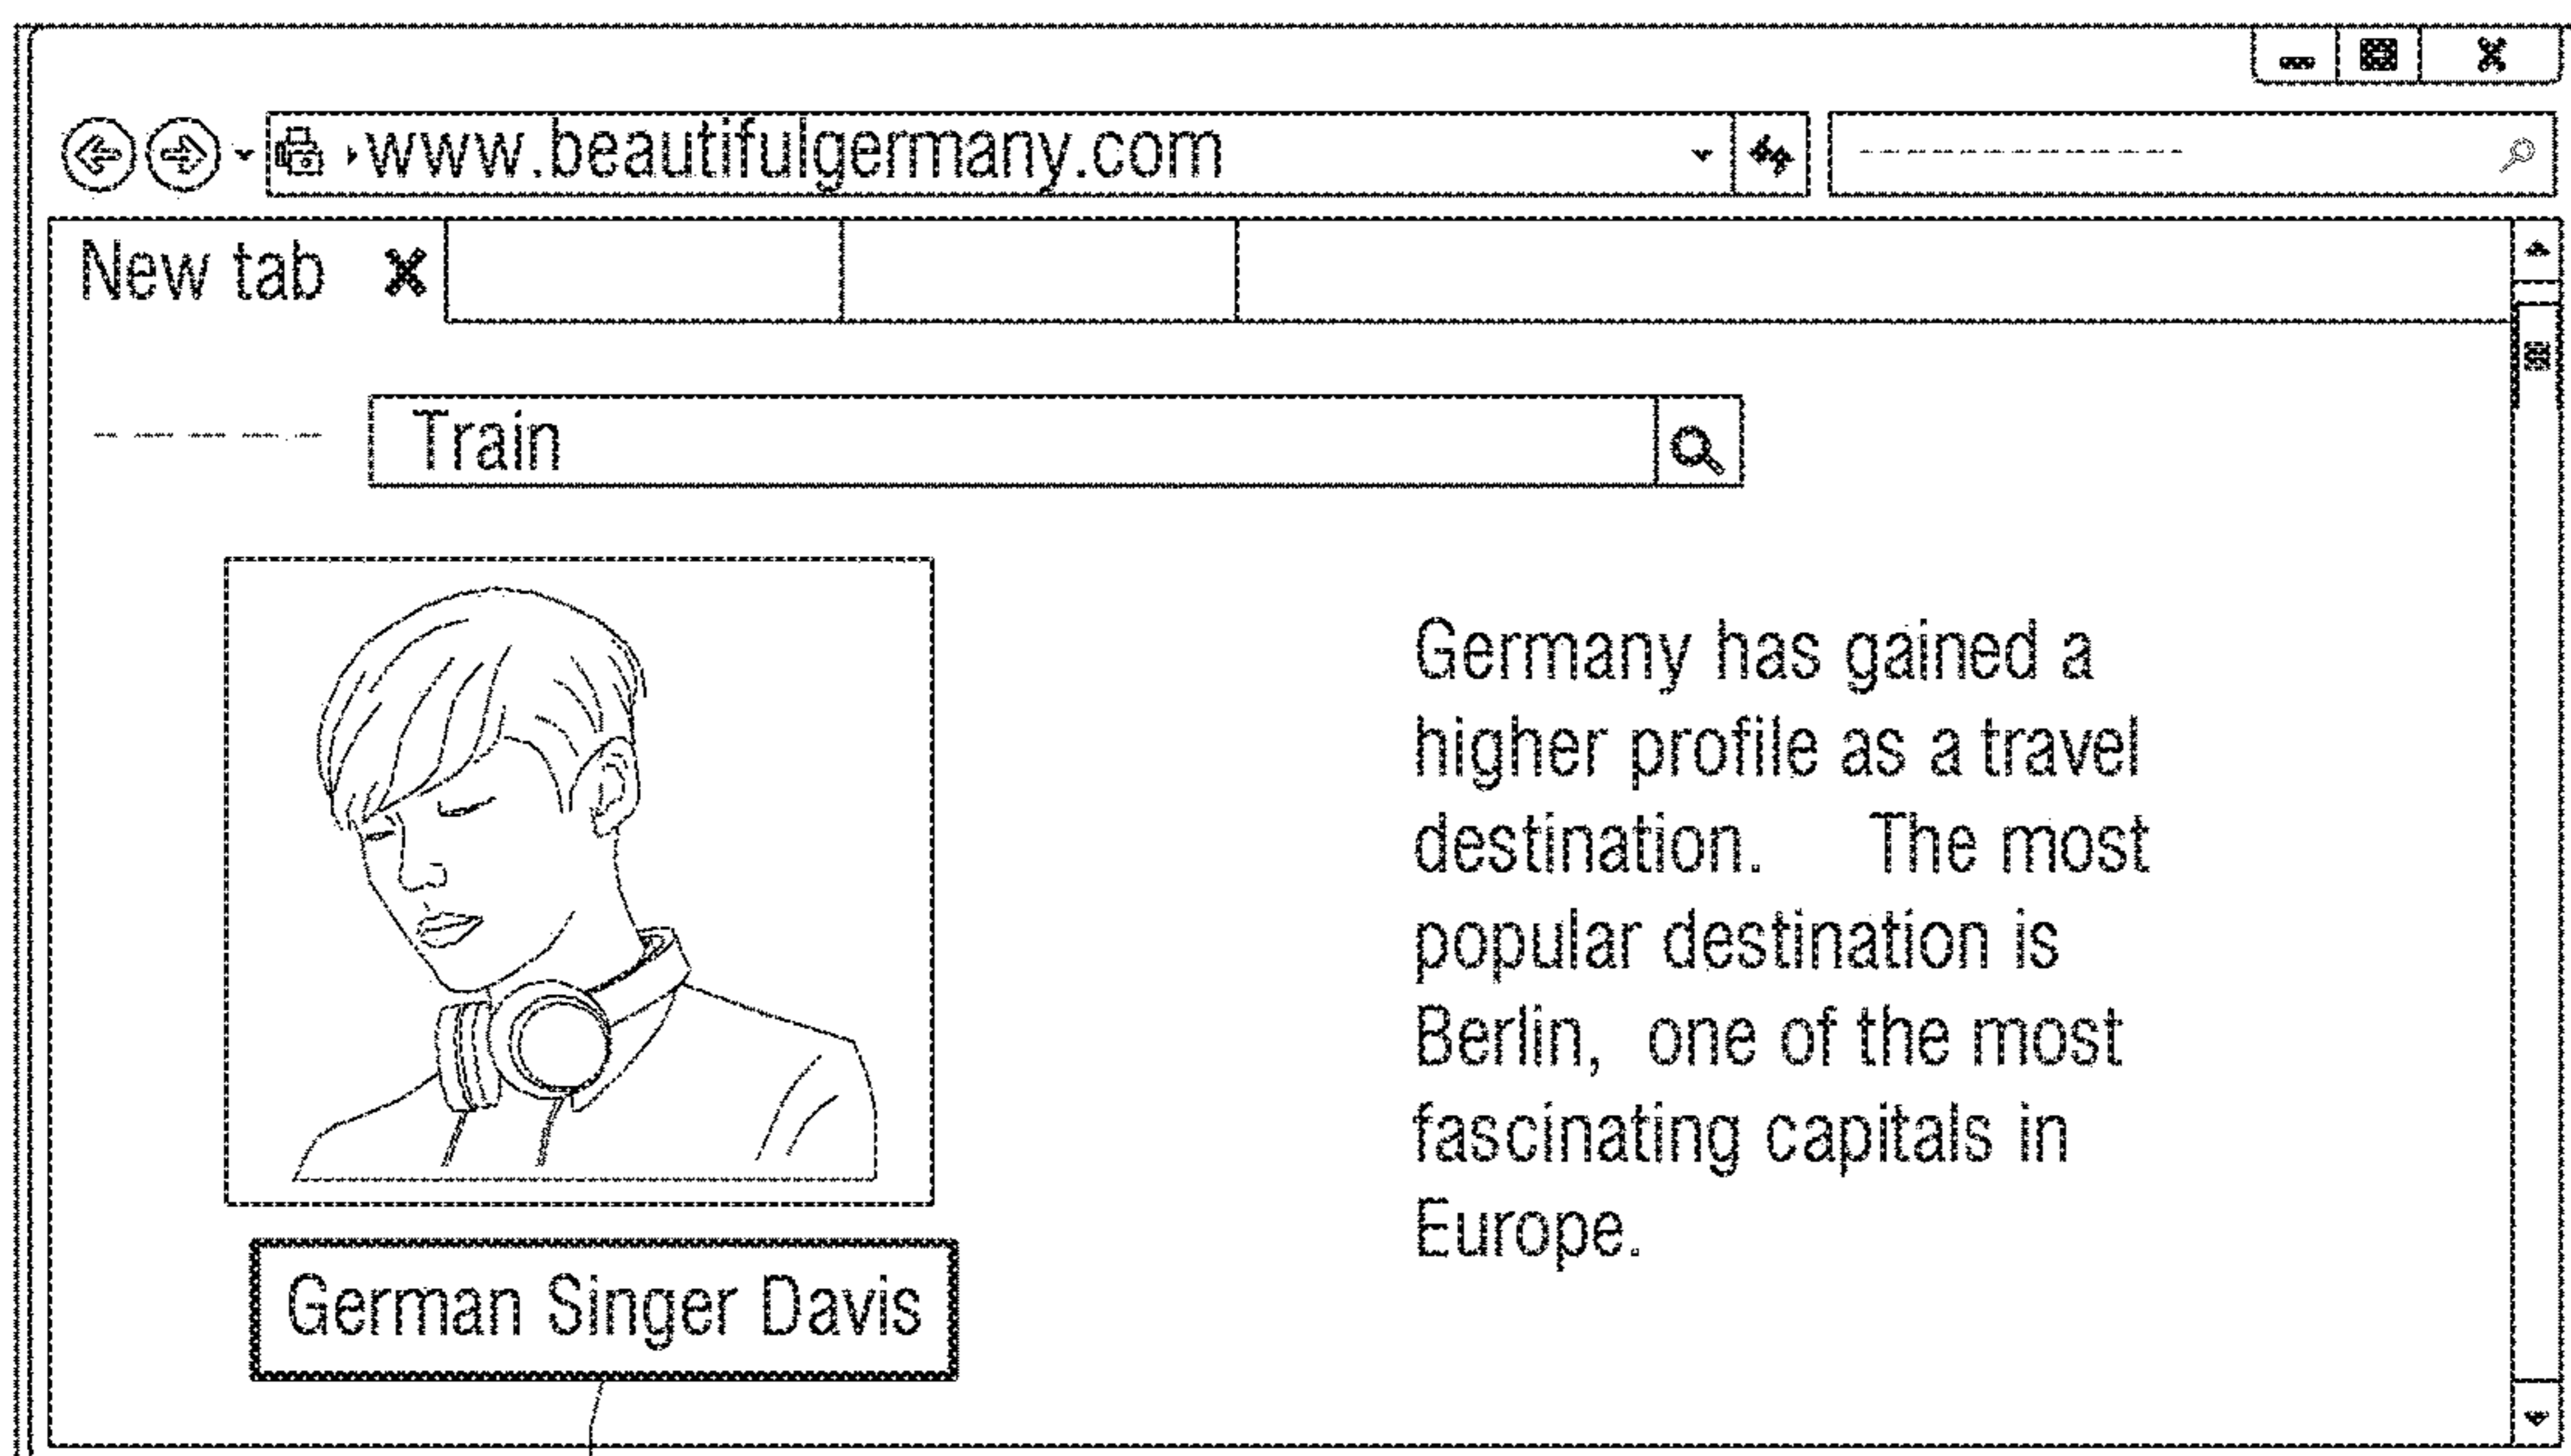 www.beautifulgermany.com
New tab
Train
Germany has gained a
higher profile as a travel
destination. The most
popular destination is
Berlin, one of the most
fascinating capitals in
Europe.
German Singer Davis